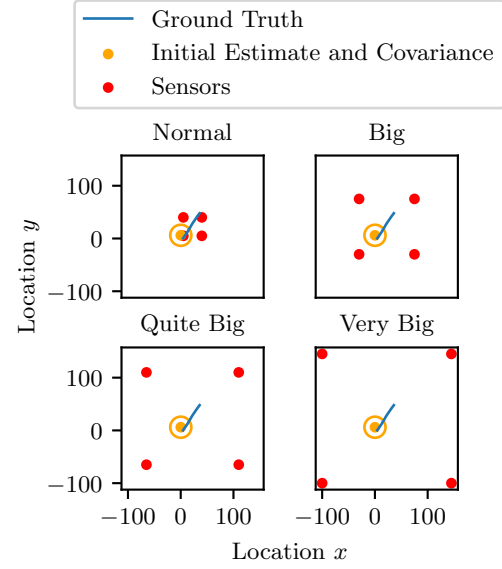 Ground Truth
Initial Estimate and Covariance
Sensors
Normal
Big
100
0
−100
Location y
Quite Big
Very Big
100
0
−100
−100 0 100
−100 0 100
Location x